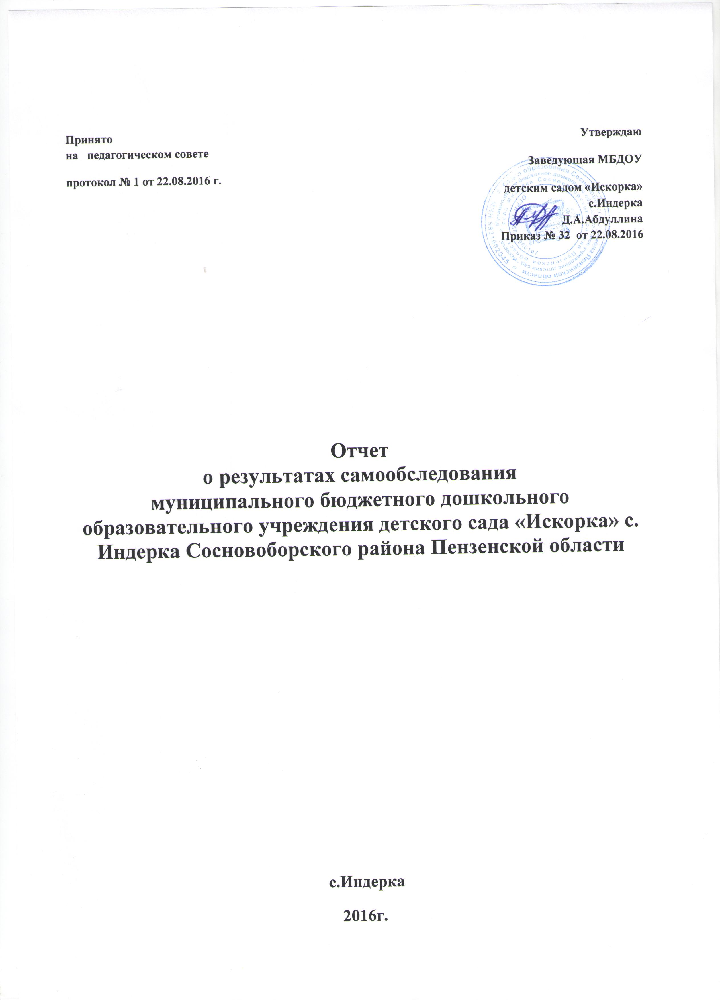 Принято
на педагогическом совете
протокол № 1 от 22.08.2016 г.
Утверждаю
Заведующая МБДОУ
детским садом «Искорка»
с.Индерка
Д.А.Абдуллина
Приказ № 32 от 22.08.2016
ИНН 5831002045
Отчет
о результатах самообследования
муниципального бюджетного дошкольного
образовательного учреждения детского сада «Искорка» с.
Индерка Сосновоборского района Пензенской области
с.Индерка
2016г.